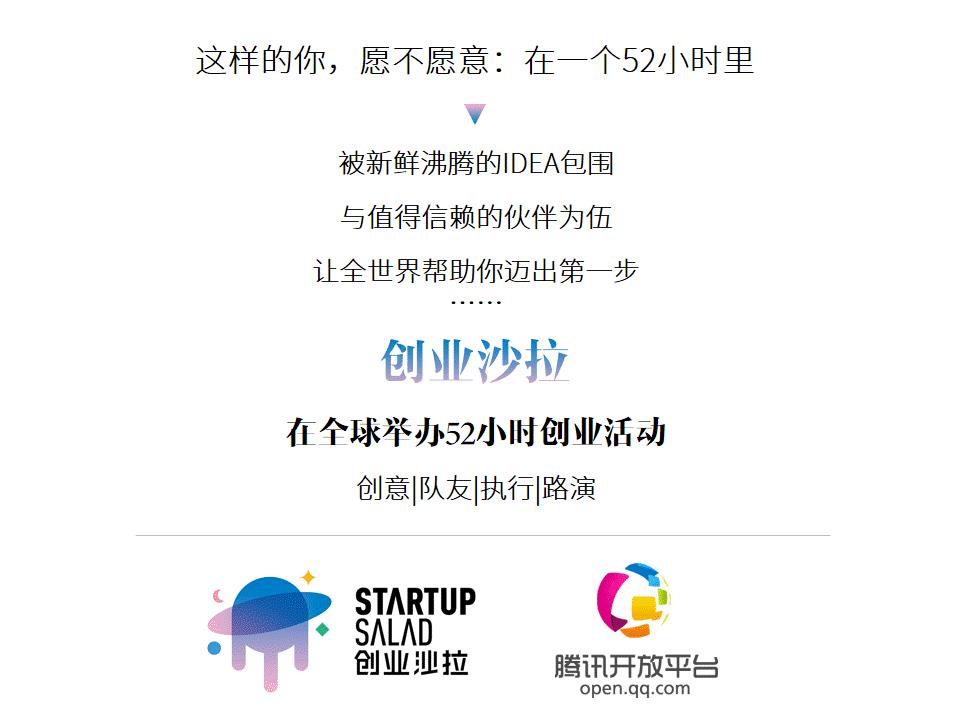 这样的你，愿不愿意：在一个52小时里
被新鲜沸腾的IDEA包围
与值得信赖的伙伴为伍
让全世界帮助你迈出第一步
······
创业沙拉
在全球举办52小时创业活动
创意|队友|执行|路演
STARTUP
SALAD
创业沙拉
腾讯开放平台
open.qq.com